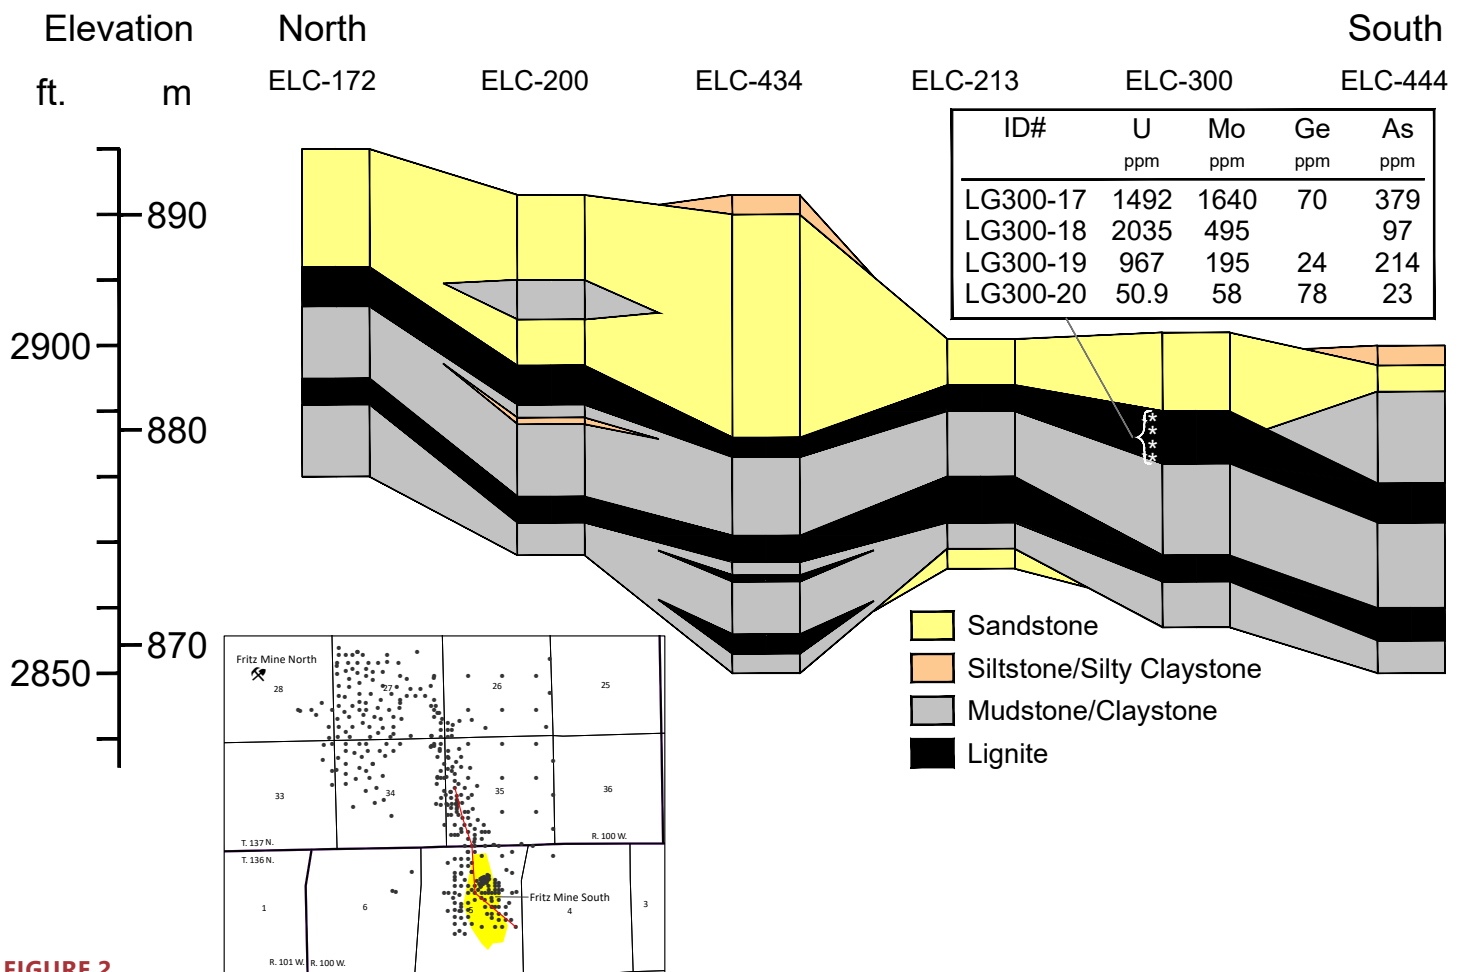 Elevation North South
ft. m ELC-172 ELC-200 ELC-434 ELC-213 ELC-300 ELC-444
ID# U Mo Ge As
ppm ppm ppm ppm
LG300-17 1492 1640 70 379
LG300-18 2035 495 97
LG300-19 967 195 24 214
LG300-20 50.9 58 78 23
890
2900
880
870
2850
* * * *
Sandstone
Siltstone/Silty Claystone
Mudstone/Claystone
Lignite
Fritz Mine North
28 27 26 25
33 34 35 36
T. 137 N. R. 100 W.
T. 136 N.
Fritz Mine South
1 6 5 4 3
R. 101 W. R. 100 W.
FIGURE 2